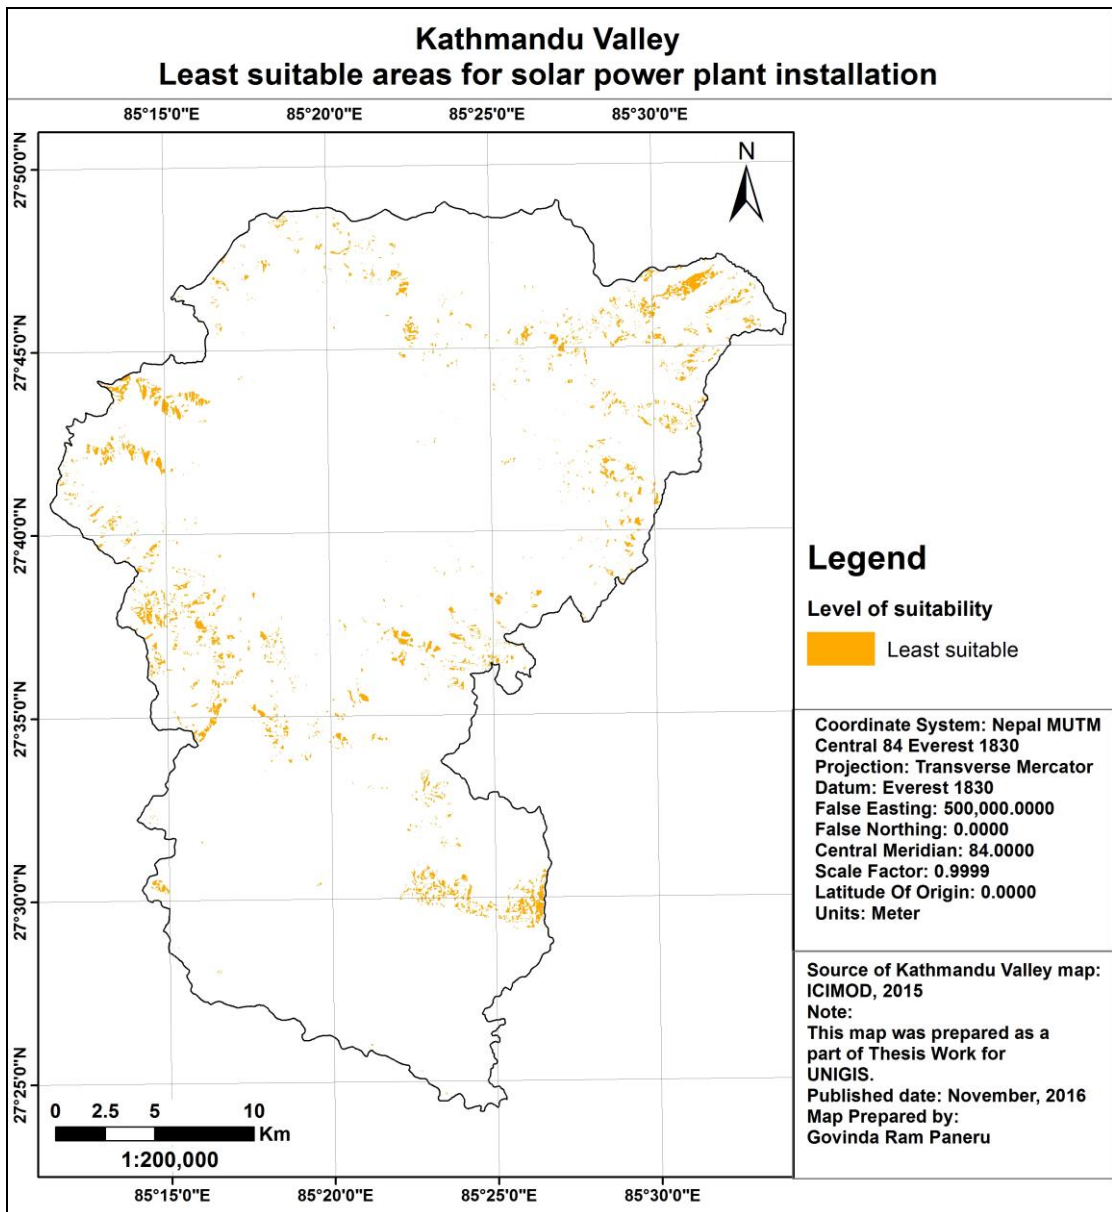 Kathmandu Valley
Least suitable areas for solar power plant installation
85°15'0"E 85°20'0"E 85°25'0"E 85°30'0"E
N
27°50'0"N
27°45'0"N
27°40'0"N
27°35'0"N
27°30'0"N
27°25'0"N
0 2.5 5 10
Km
1:200,000
85°15'0"E 85°20'0"E 85°25'0"E 85°30'0"E
Legend
Level of suitability
Least suitable
Coordinate System: Nepal MUTM
Central 84 Everest 1830
Projection: Transverse Mercator
Datum: Everest 1830
False Easting: 500,000.0000
False Northing: 0.0000
Central Meridian: 84.0000
Scale Factor: 0.9999
Latitude Of Origin: 0.0000
Units: Meter
Source of Kathmandu Valley map:
ICIMOD, 2015
Note:
This map was prepared as a
part of Thesis Work for
UNIGIS.
Published date: November, 2016
Map Prepared by:
Govinda Ram Paneru